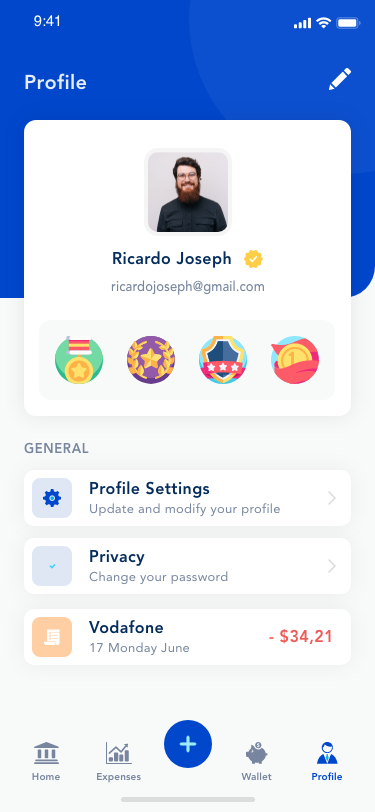 9:41
Profile
Ricardo Joseph
ricardojoseph@gmail.com
1
GENERAL
Profile Settings
Update and modify your profile
Privacy
Change your password
Vodafone
17 Monday June
- $34,21
Home
Expenses
Wallet
Profile